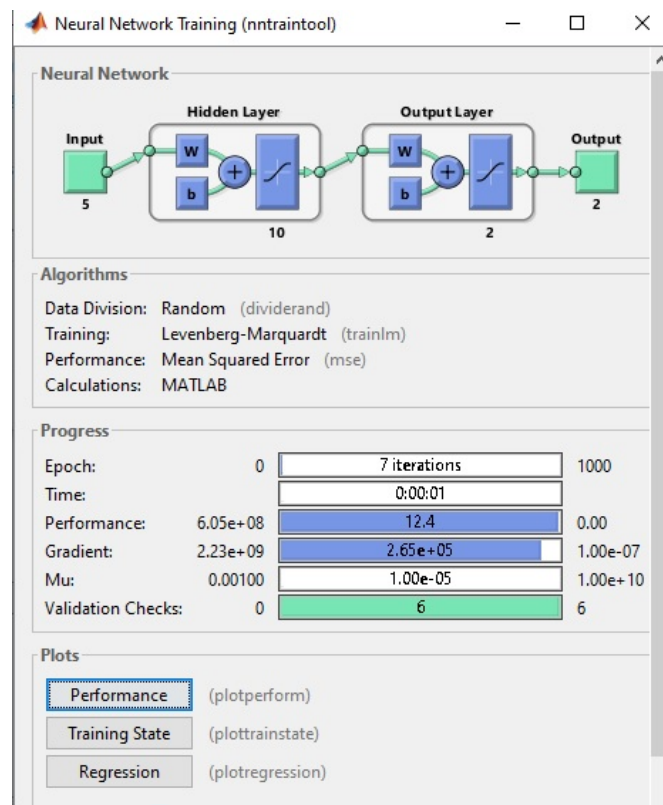 Neural Network Training (nntraintool)
Neural Network
Hidden Layer Output Layer
Input Output
W W
+ +
b b
5 2
10 2
Algorithms
Data Division: Random (dividerand)
Training: Levenberg-Marquardt (trainlm)
Performance: Mean Squared Error (mse)
Calculations: MATLAB
Progress
Epoch: 0 7 iterations 1000
Time: 0:00:01
Performance: 6.05e+08 12.4 0.00
Gradient: 2.23e+09 2.65e+05 1.00e-07
Mu: 0.00100 1.00e-05 1.00e+10
Validation Checks: 0 6 6
Plots
Performance (plotperform)
Training State (plottrainstate)
Regression (plotregression)